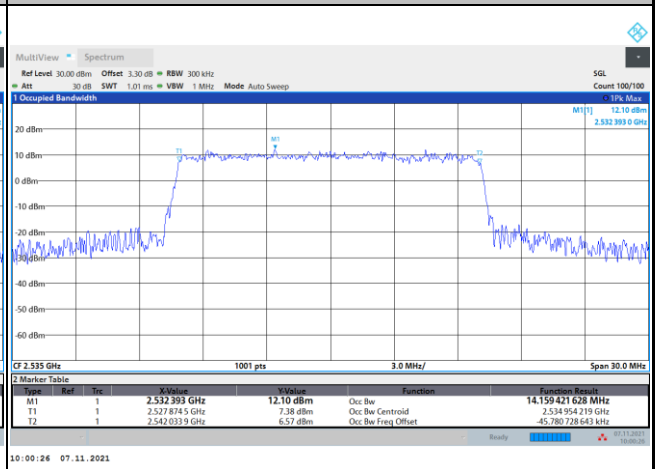 MultiView Spectrum
Ref Level 30.00 dBm Offset 3.30 dB RBW 300 kHz SGL
Att 30 dB SWT 1.01 ms VBW 1 MHz Mode Auto Sweep Count 100/100
1 Occupied Bandwidth 1Pk Max
M1[1] 12.10 dBm
2.532 393 0 GHz
20 dBm
M1
T1
T2
10 dBm
0 dBm
-10 dBm
-20 dBm
-30 dBm
-40 dBm
-50 dBm
-60 dBm
CF 2.535 GHz 1001 pts 3.0 MHz/ Span 30.0 MHz
2 Marker Table
Type Ref Trc X-Value Y-Value Function Function Result
M1 1 2.532 393 GHz 12.10 dBm Occ Bw 14.159 421 628 MHz
T1 1 2.527 874 5 GHz 7.38 dBm Occ Bw Centroid 2.534 954 219 GHz
T2 1 2.542 033 9 GHz 6.57 dBm Occ Bw Freq Offset -45.780 728 643 kHz
Ready 07.11.2021
10:00:26
10:00:26 07.11.2021